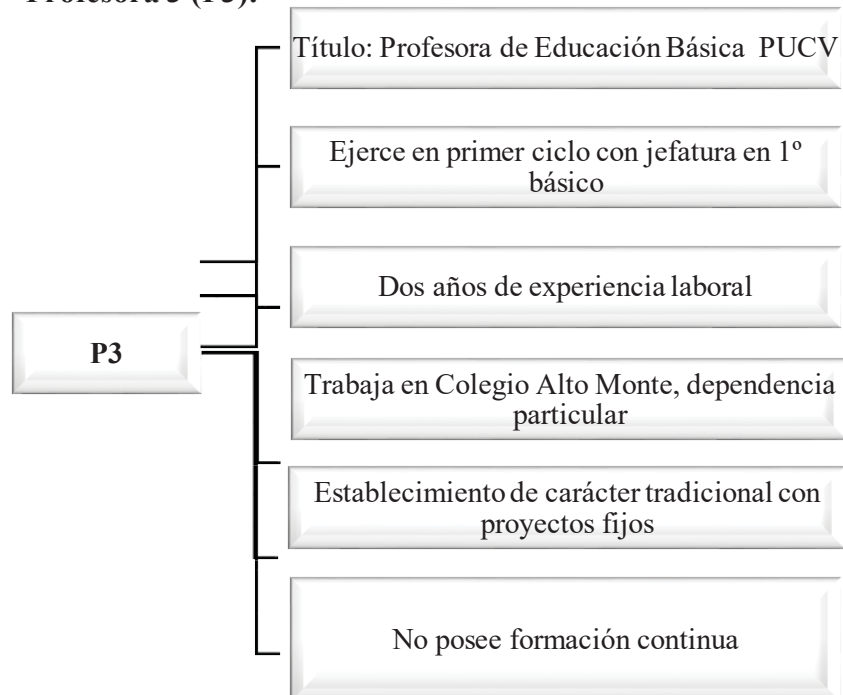 Profesora 3 (P3):
Título: Profesora de Educación Básica PUCV
Ejerce en primer ciclo con jefatura en 1º
básico
Dos años de experiencia laboral
P3
Trabaja en Colegio Alto Monte, dependencia
particular
Establecimiento de carácter tradicional con
proyectos fijos
No posee formación continua